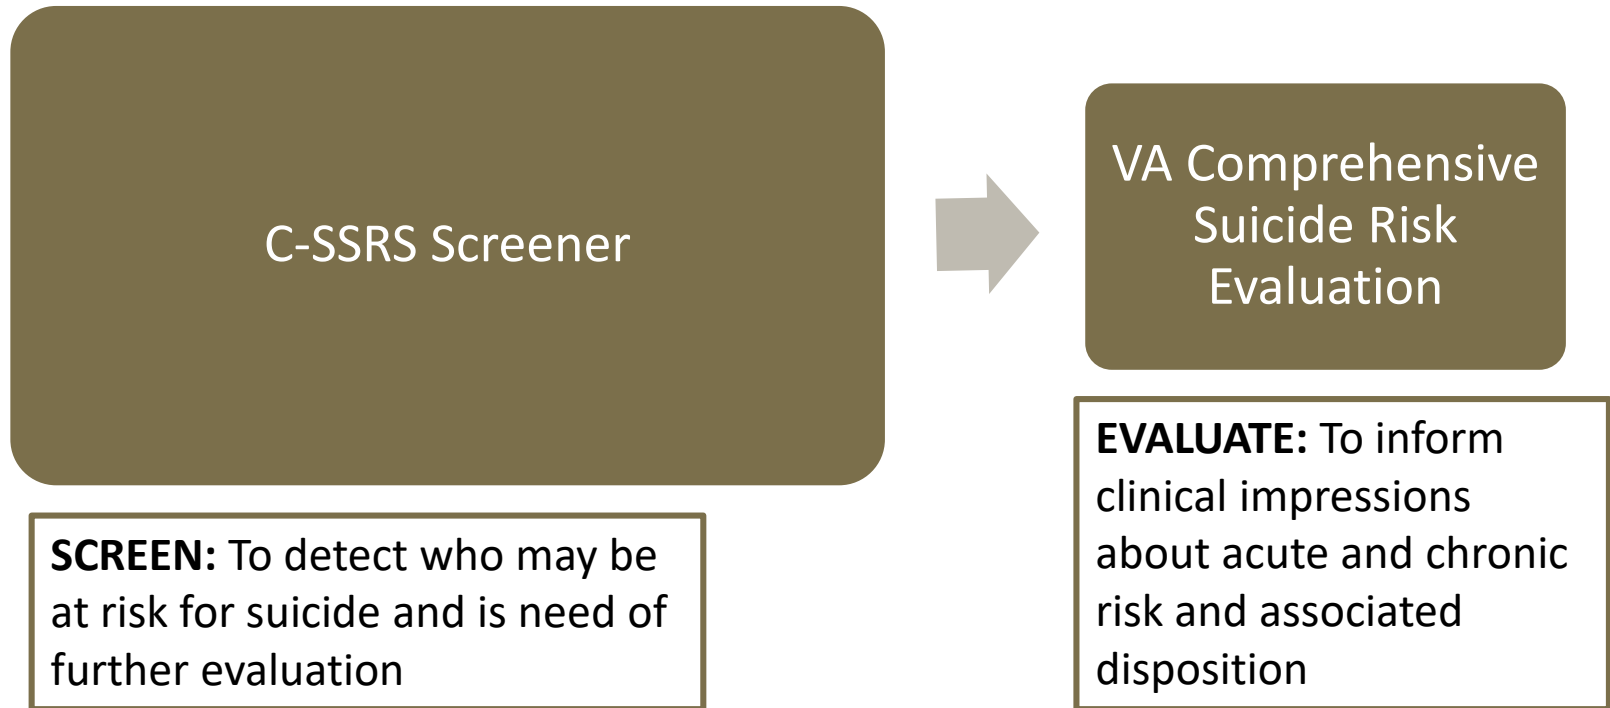 C-SSRS Screener
VA Comprehensive
Suicide Risk
Evaluation
SCREEN: To detect who may be
at risk for suicide and is need of
further evaluation
EVALUATE: To inform
clinical impressions
about acute and chronic
risk and associated
disposition